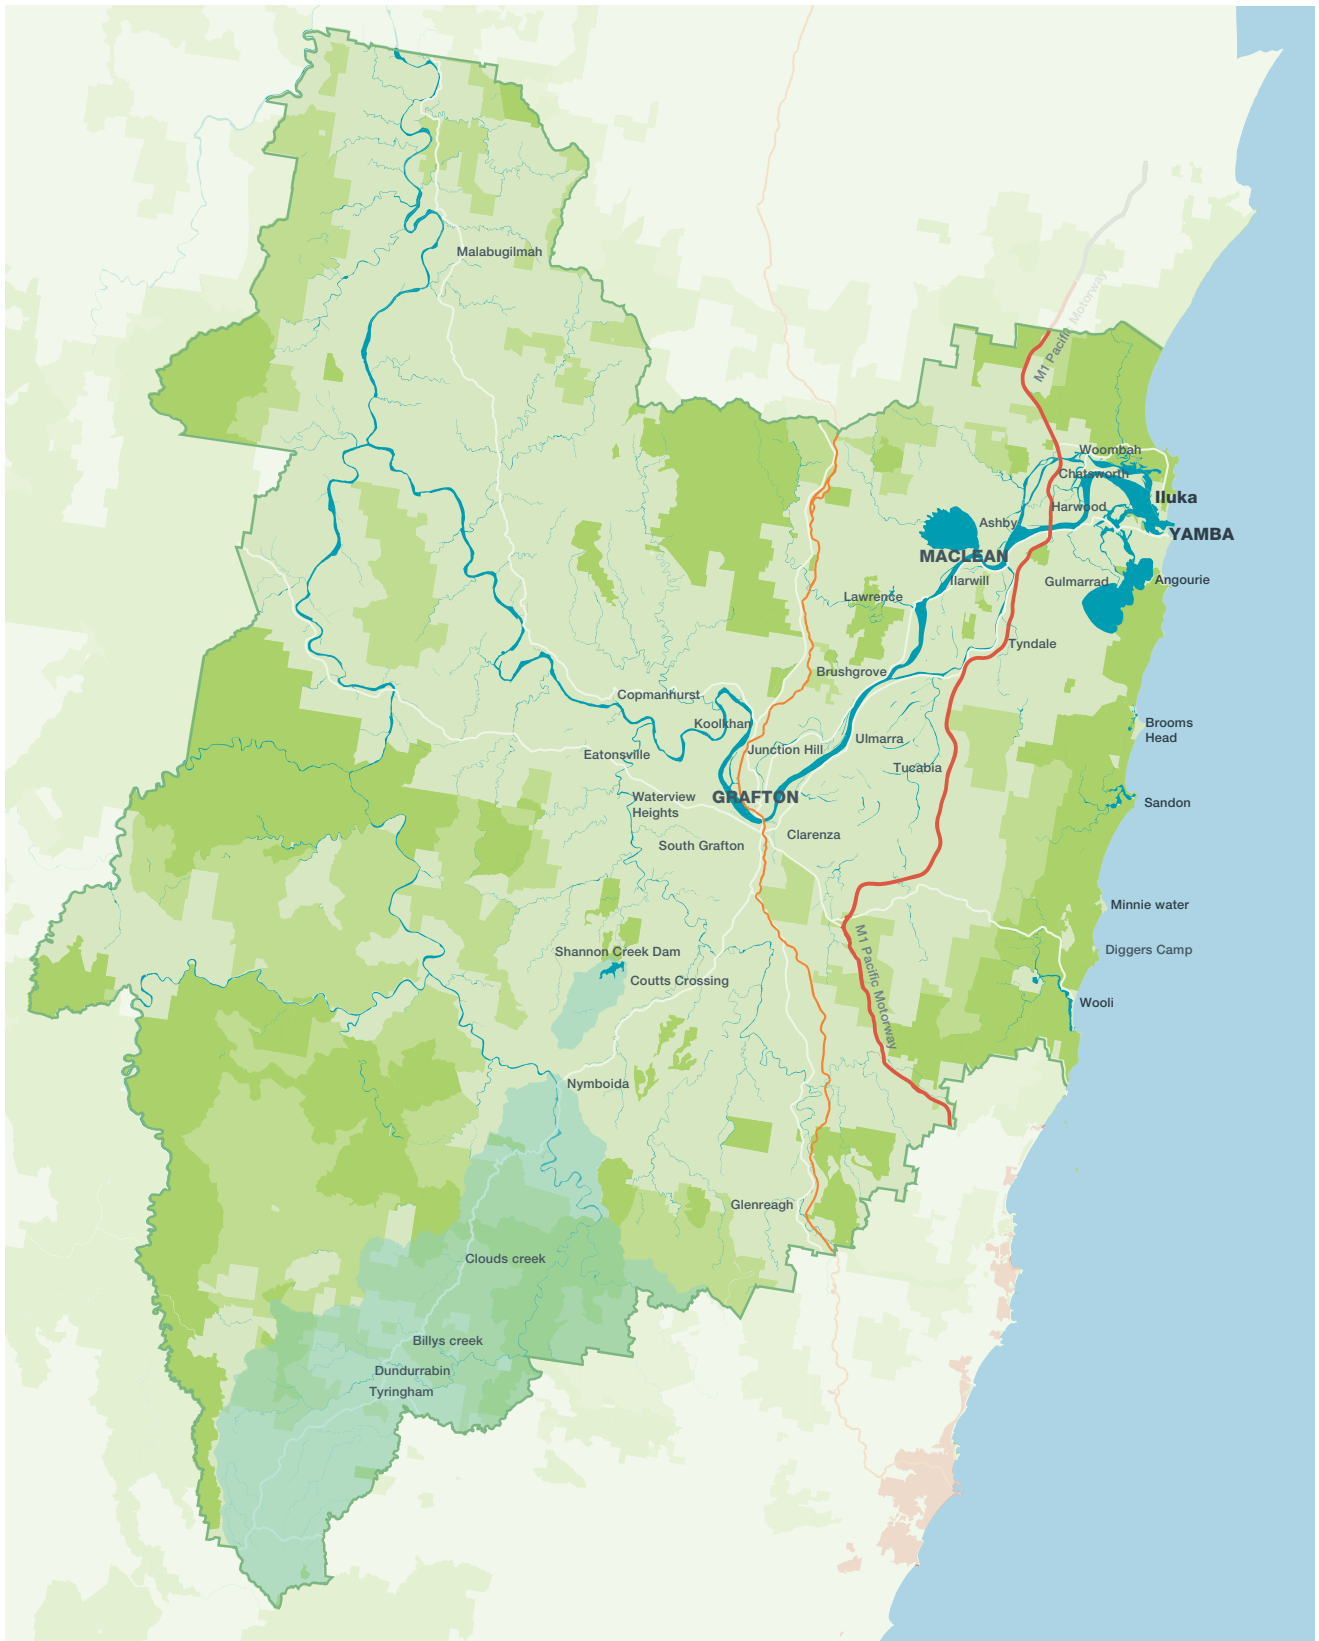 Malabugilmah
M1 Pacific Motorway
Woombah
Chatsworth
Iluka
Harwood
Ashby
YAMBA
MACLEAN
Ilarwill
Gulmarrad
Angourie
Lawrence
Tyndale
Brushgrove
Copmanhurst
Koolkhan
Brooms
Head
Ulmarra
Junction Hill
Eatonsville
Tucabia
GRAFTON
Waterview
Heights
Sandon
Clarenza
South Grafton
Minnie water
Diggers Camp
Shannon Creek Dam
M1 Pacific Motorway
Coutts Crossing
Wooli
Nymboida
Glenreagh
Clouds creek
Billys creek
Dundurrabin
Tyringham